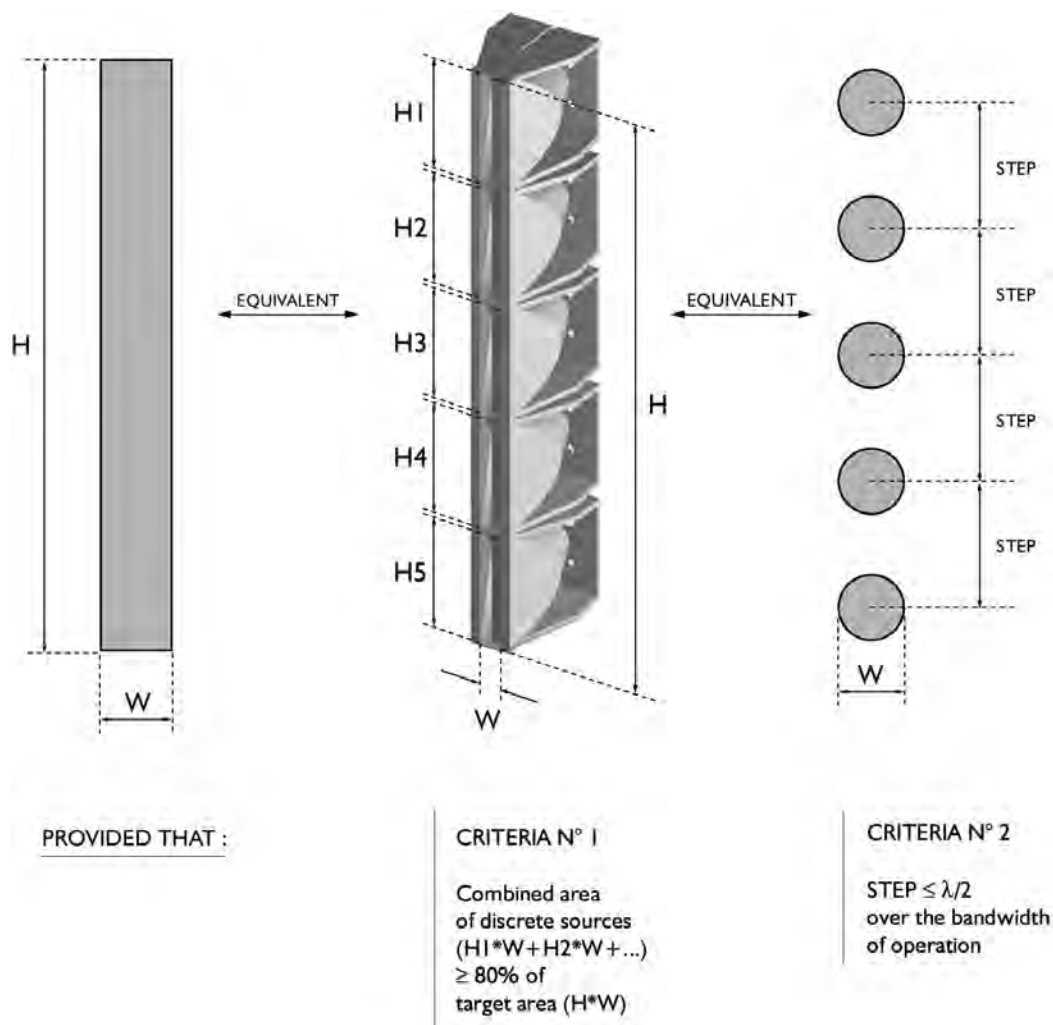 H1
H2
H3
H4
H5
H
W
EQUIVALENT
H
W
EQUIVALENT
STEP
STEP
STEP
STEP
W
PROVIDED THAT :
CRITERIA N° 1
Combined area
of discrete sources
(H1*W+H2*W+...)
≥ 80% of
target area (H*W)
CRITERIA N° 2
STEP ≤ λ/2
over the bandwidth
of operation